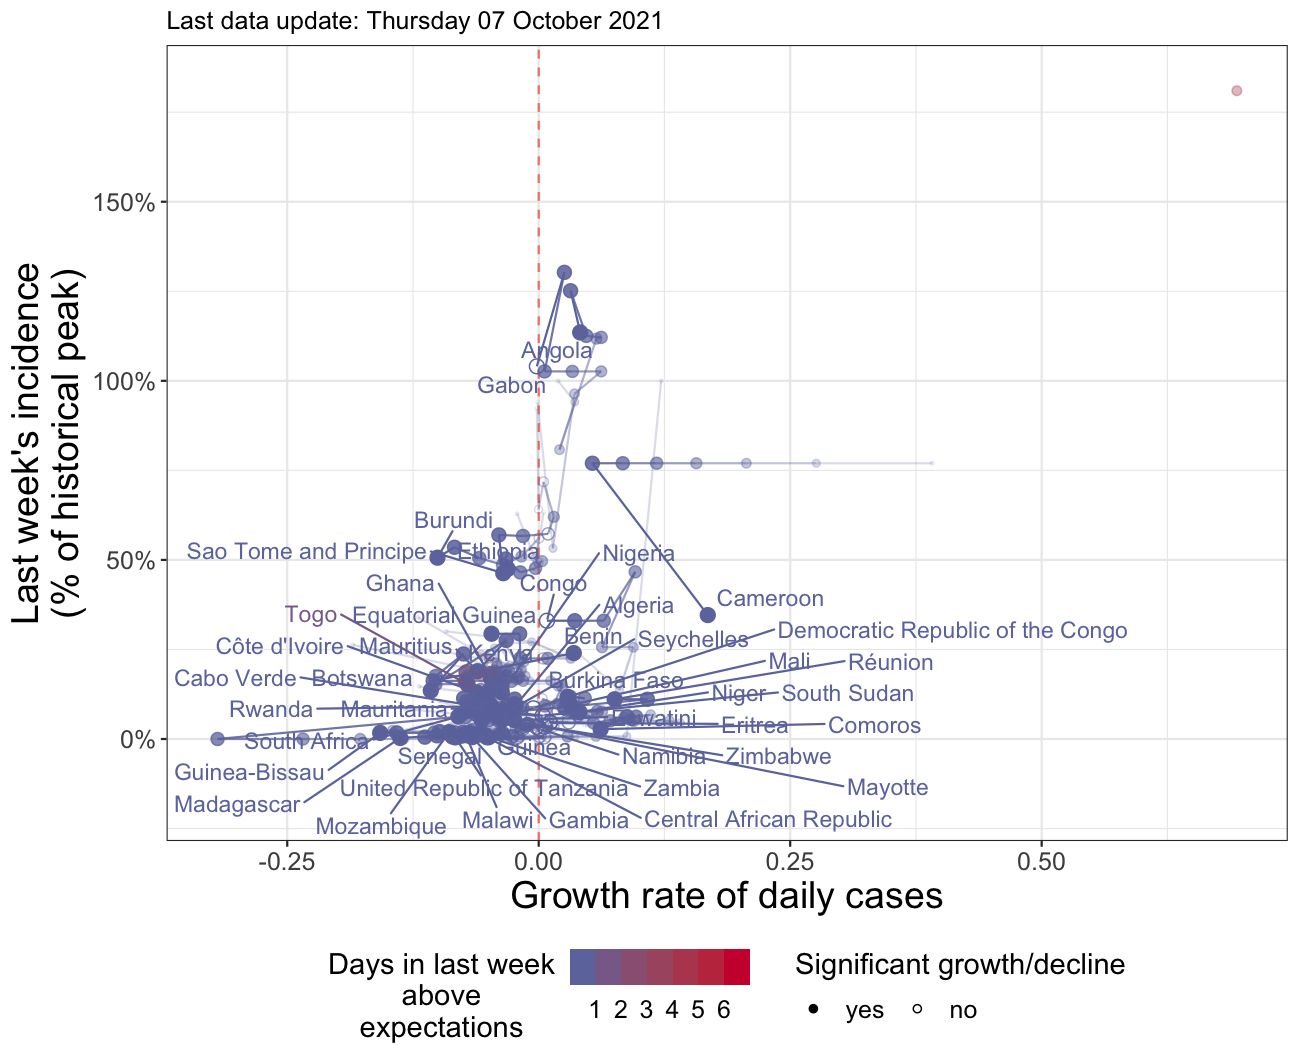 Last data update: Thursday 07 October 2021
Last week's incidence
(% of historical peak)
150%
100%
50%
0%
Angola
Gabon
Burundi
Sao Tome and Principe
Ethiopia
Nigeria
Ghana
Congo
Cameroon
Togo
Equatorial Guinea
Algeria
Benin
Seychelles
Democratic Republic of the Congo
Côte d'Ivoire
Mauritius
Kenya
Mali
Réunion
Cabo Verde
Botswana
Burkina Faso
Niger
South Sudan
Rwanda
Mauritania
Eswatini
Eritrea
Comoros
South Africa
Guinea
Senegal
Namibia
Zimbabwe
Guinea-Bissau
United Republic of Tanzania
Zambia
Mayotte
Madagascar
Mozambique
Malawi
Gambia
Central African Republic
-0.25
0.00
0.25
0.50
Growth rate of daily cases
Days in last week
above
expectations
1 2 3 4 5 6
Significant growth/decline
yes
no